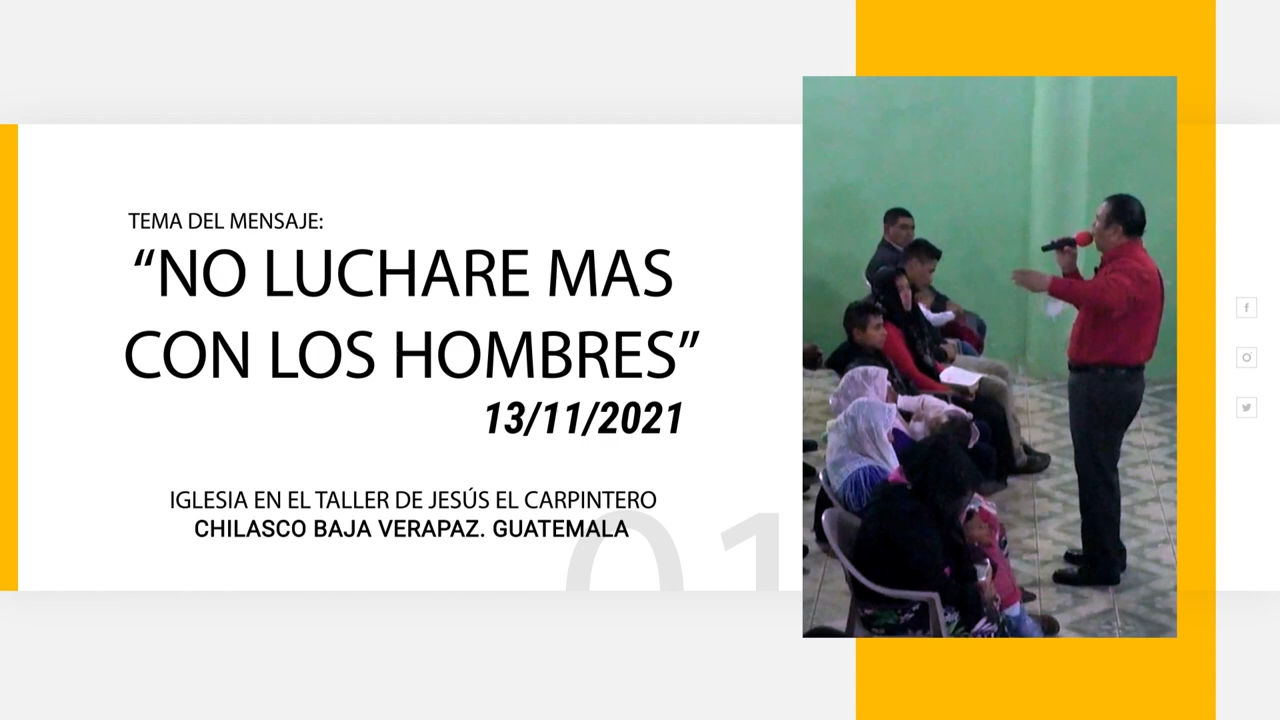 TEMA DEL MENSAJE:
“NO LUCHARE MAS
CON LOS HOMBRES”
13/11/2021
IGLESIA EN EL TALLER DE JESÚS EL CARPINTERO
CHILASCO BAJA VERAPAZ. GUATEMALA
01